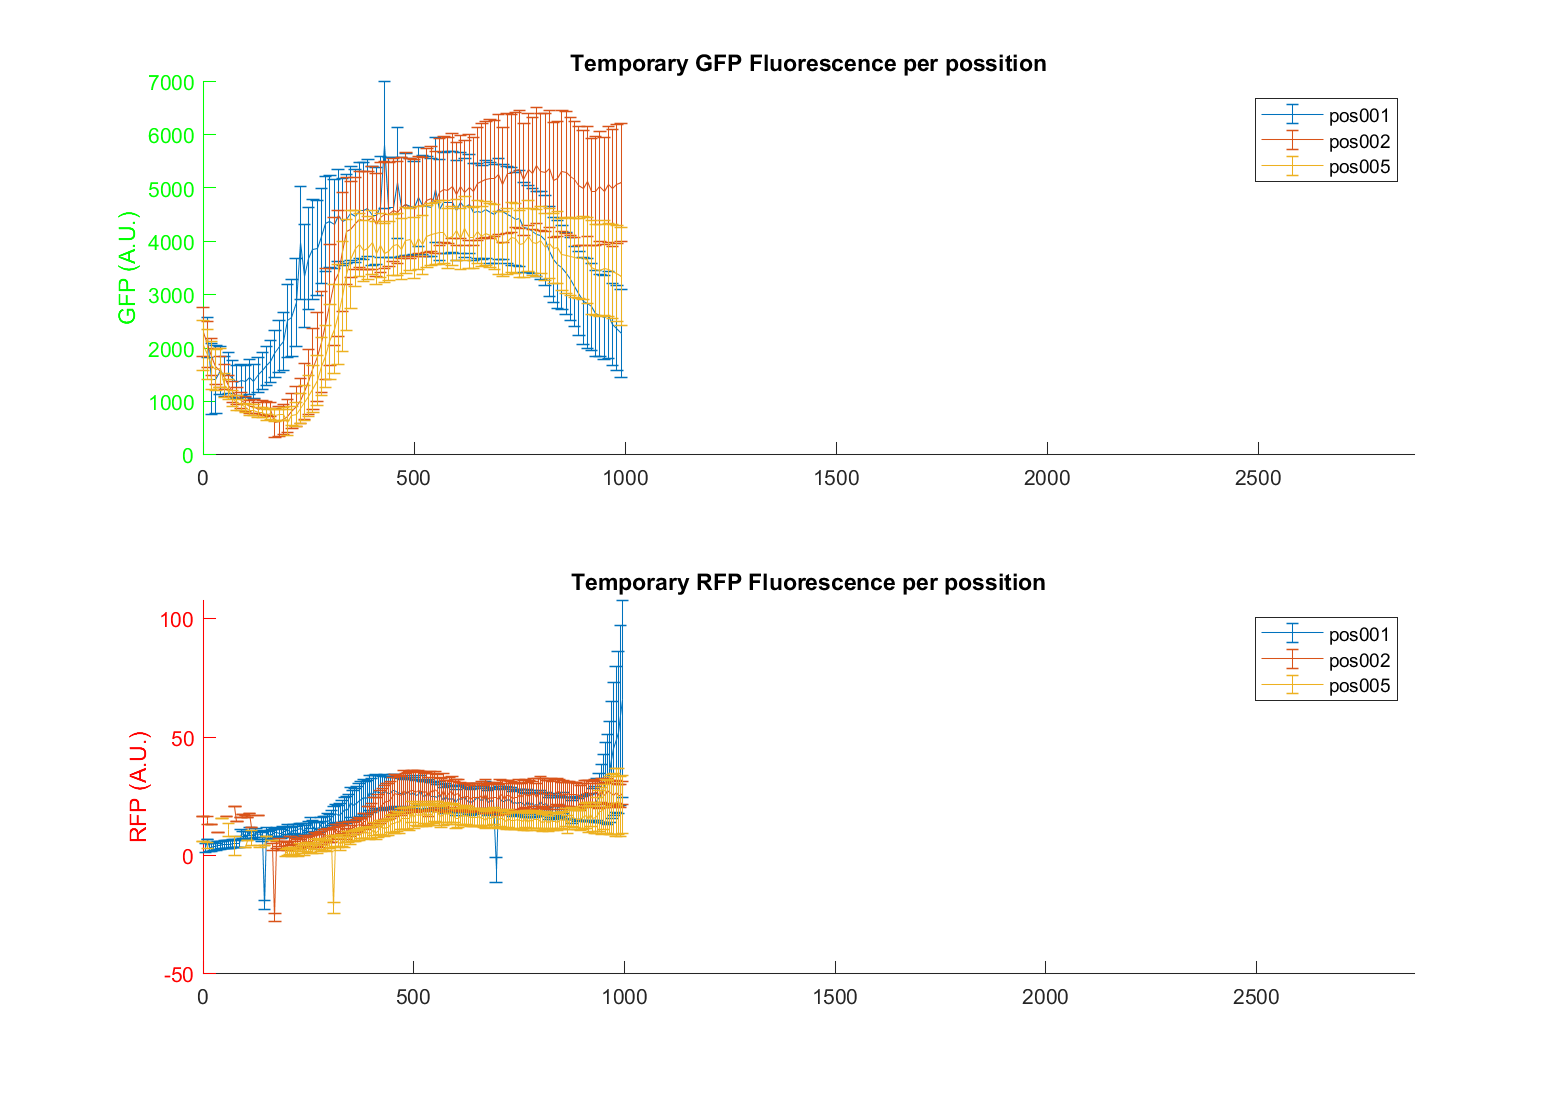 Temporary GFP Fluorescence per possition
7000
6000
5000
4000
3000
2000
1000
0
GFP (A.U.)
0 500 1000 1500 2000 2500
pos001
pos002
pos005
Temporary RFP Fluorescence per possition
100
50
0
-50
RFP (A.U.)
0 500 1000 1500 2000 2500
pos001
pos002
pos005